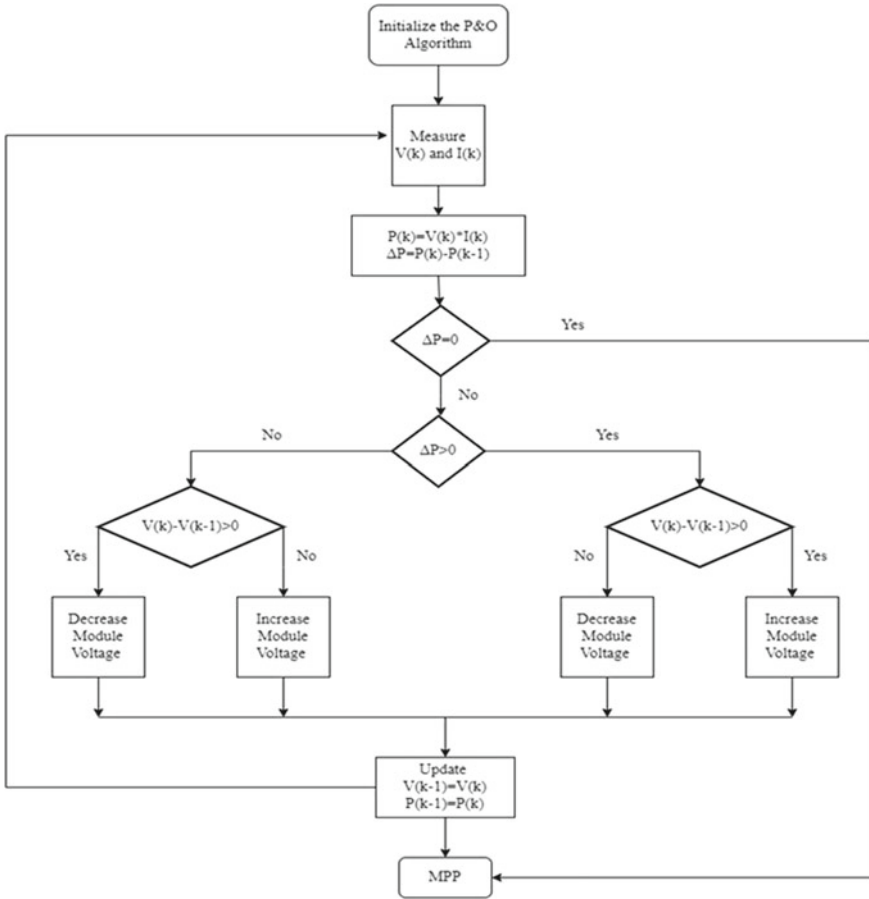 Initialize the P&O
Algorithm
Measure
V(k) and I(k)
P(k)=V(k)*I(k)
ΔP=P(k)-P(k-1)
ΔP=0
Yes
No
ΔP>0
No
Yes
V(k)-V(k-1)>0
V(k)-V(k-1)>0
Yes
No
No
Yes
Decrease
Module
Voltage
Increase
Module
Voltage
Decrease
Module
Voltage
Increase
Module
Voltage
Update
V(k-1)=V(k)
P(k-1)=P(k)
MPP